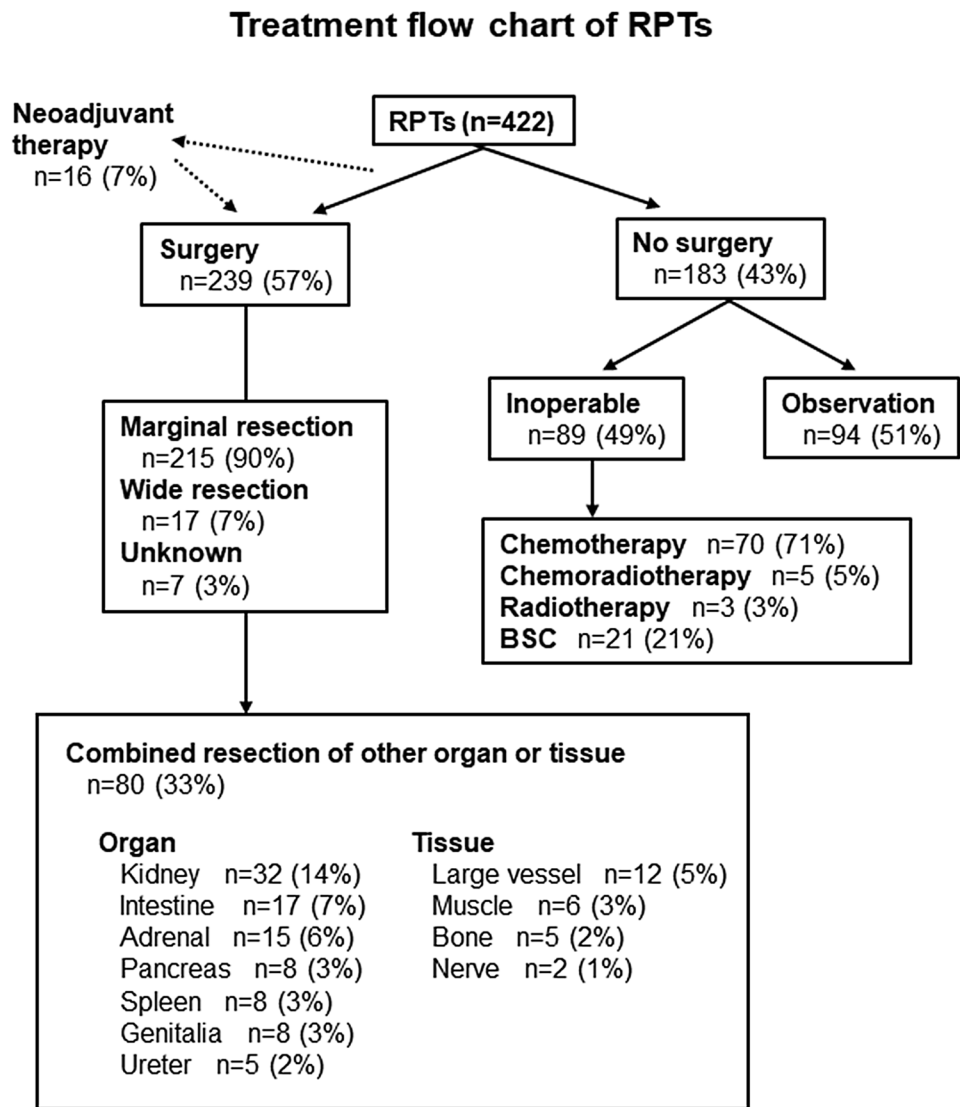 Treatment flow chart of RPTs
RPTs (n=422)
Neoadjuvant
therapy
n=16 (7%)
Surgery
n=239 (57%)
No surgery
n=183 (43%)
Marginal resection
n=215 (90%)
Wide resection
n=17 (7%)
Unknown
n=7 (3%)
Inoperable
n=89 (49%)
Observation
n=94 (51%)
Chemotherapy n=70 (71%)
Chemoradiotherapy n=5 (5%)
Radiotherapy n=3 (3%)
BSC n=21 (21%)
Combined resection of other organ or tissue
n=80 (33%)
Organ
Kidney n=32 (14%)
Intestine n=17 (7%)
Adrenal n=15 (6%)
Pancreas n=8 (3%)
Spleen n=8 (3%)
Genitalia n=8 (3%)
Ureter n=5 (2%)
Tissue
Large vessel n=12 (5%)
Muscle n=6 (3%)
Bone n=5 (2%)
Nerve n=2 (1%)